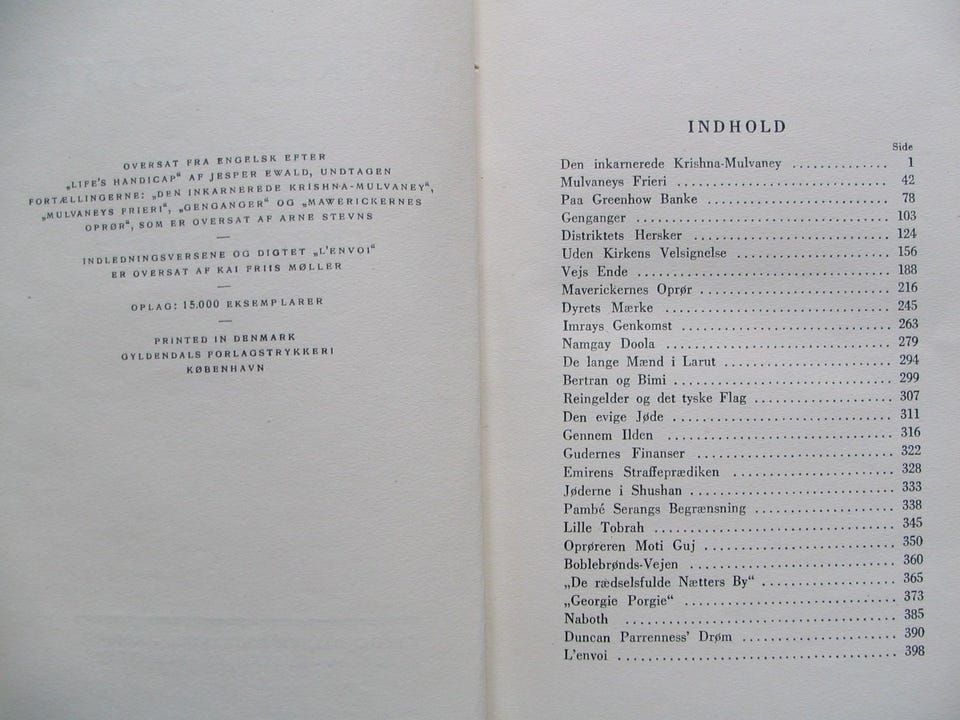 OVERSAT FRA ENGELSK EFTER
„LIFE'S HANDICAP“ AF JESPER EWALD, UNDTAGEN
FORTÆLLINGERNE: „DEN INKARNEREDE KRISHNA-MULVANEY“,
„MULVANEYS FRIERI“, „GENGANGER“ OG „MAWERICKERNES
OPRØR“, SOM ER OVERSAT AF ARNE STEVNS
INDLEDNINGSVERSENE OG DIGTET „L'ENVOI“
ER OVERSAT AF KAI FRIIS MØLLER
OPLAG: 15.000 EKSEMPLARER
PRINTED IN DENMARK
GYLDENDALS FORLAGSTRYKKERI
KØBENHAVN
INDHOLD
Side
Den inkarnerede Krishna-Mulvaney .............. 1
Mulvaneys Frieri ................................ 42
Paa Greenhow Banke ........................... 78
Genganger ..................................... 103
Distriktets Hersker ............................. 124
Uden Kirkens Velsignelse ....................... 156
Vejs Ende ..................................... 188
Maverickernes Oprør ............................ 216
Dyrets Mærke .................................. 245
Imrays Genkomst ............................... 263
Namgay Doola .................................. 279
De lange Mænd i Larut ......................... 294
Bertran og Bimi ................................ 299
Reingelder og det tyske Flag .................... 307
Den evige Jøde ................................. 311
Gennem Ilden .................................. 316
Gudernes Finanser .............................. 322
Emirens Straffeprædiken ........................ 328
Jøderne i Shushan .............................. 333
Pambé Serangs Begrænsning .................... 338
Lille Tobrah ................................... 345
Oprøreren Moti Guj ............................ 350
Boblebrønds-Vejen .............................. 360
„De rædselsfulde Nætters By“ ................... 365
„Georgie Porgie“ ............................... 373
Naboth ....................................... 385
Duncan Parrenness' Drøm ....................... 390
L'envoi ........................................ 398